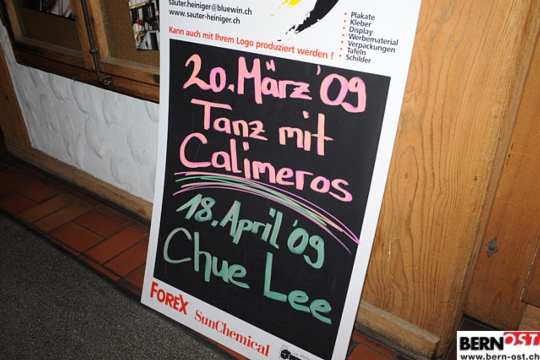 sauter.heiniger@bluewin.ch
www.sauter-heiniger.ch
Kann auch mit Ihrem Logo produziert werden !
• Plakate
• Kleber
• Display
• Werbematerial
• Verpackungen
• Tafeln
• Schilder
20. März '09
Tanz mit
Calimeros
18. April '09
Chue Lee
FOREX
SunChemical
BERNOST
www.bern-ost.ch